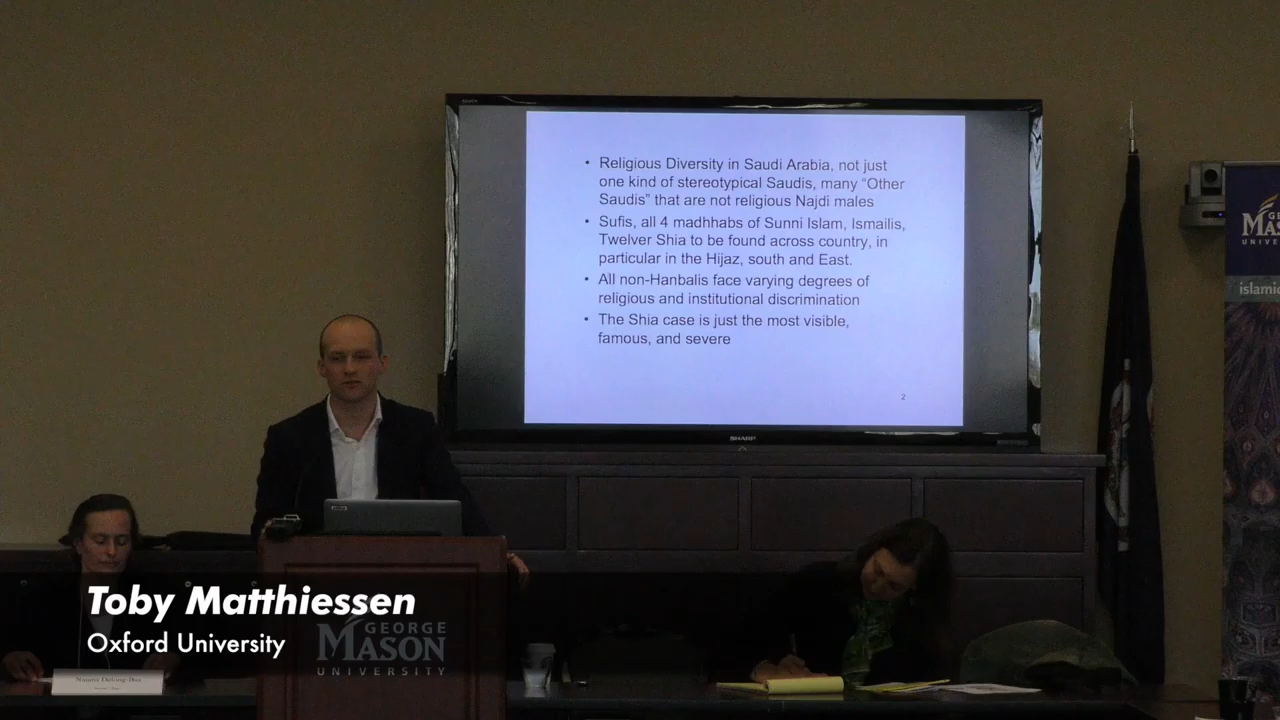 • Religious Diversity in Saudi Arabia, not just
one kind of stereotypical Saudis, many “Other
Saudis” that are not religious Najdi males
• Sufis, all 4 madhhabs of Sunni Islam, Ismailis,
Twelver Shia to be found across country, in
particular in the Hijaz, south and East.
• All non-Hanbalis face varying degrees of
religious and institutional discrimination
• The Shia case is just the most visible,
famous, and severe
2
SHARP
Toby Matthiessen
Oxford University
GEORGE
MASON
UNIVERSITY
islamic